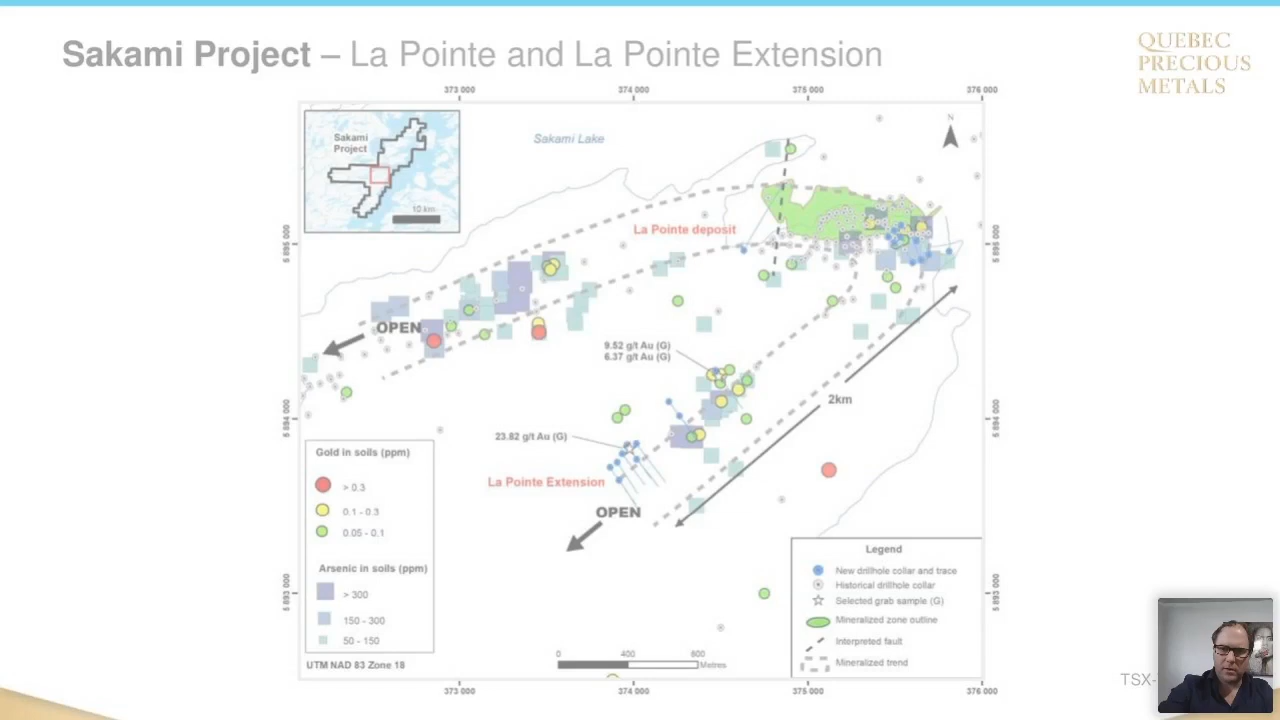 Sakami Project – La Pointe and La Pointe Extension
QUEBEC
PRECIOUS
METALS
373 000
374 000
375 000
376 000
Sakami
Project
10 km
Sakami Lake
N
La Pointe deposit
5 895 000
5 895 000
OPEN
9.52 g/t Au (G)
6.37 g/t Au (G)
2km
5 894 000
5 894 000
23.82 g/t Au (G)
La Pointe Extension
OPEN
Gold in soils (ppm)
> 0.3
0.1 - 0.3
0.05 - 0.1
Arsenic in soils (ppm)
> 300
150 - 300
50 - 150
UTM NAD 83 Zone 18
5 893 000
5 893 000
0
400
800
Metres
Legend
New drillhole collar and trace
Historical drillhole collar
Selected grab sample (G)
Mineralized zone outline
Interpreted fault
Mineralized trend
373 000
374 000
375 000
376 000
TSX-